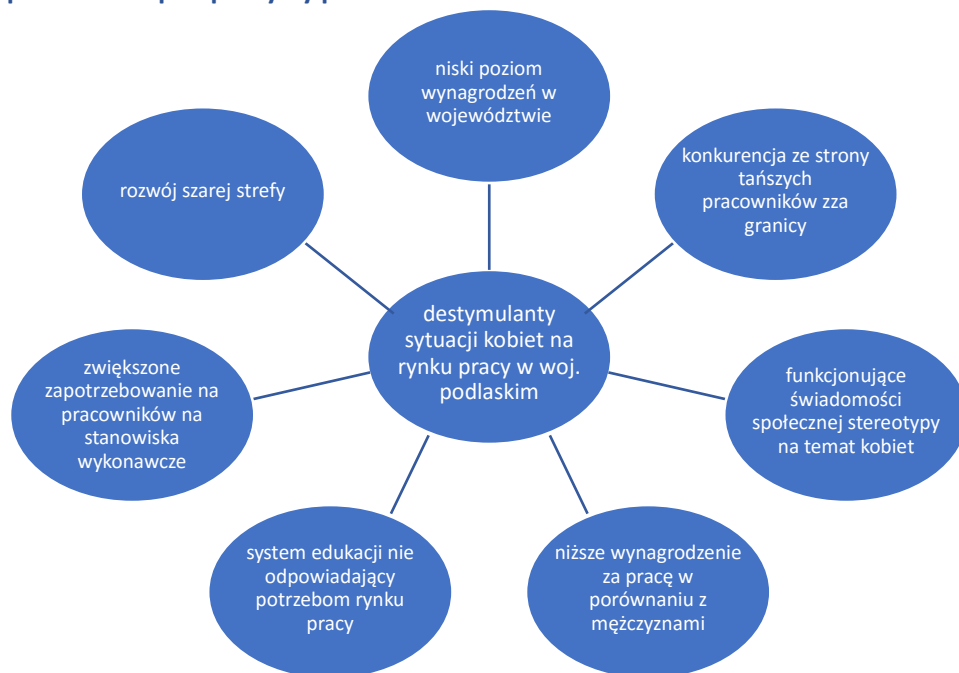 niski poziom
wynagrodzeń w
województwie
konkurencja ze strony
tańszych
pracowników zza
granicy
funkcjonujące
świadomości
społecznej stereotypy
na temat kobiet
niższe wynagrodzenie
za pracę w
porównaniu z
mężczyznami
system edukacji nie
odpowiadający
potrzebom rynku
pracy
zwiększone
zapotrzebowanie na
pracowników na
stanowiska
wykonawcze
rozwój szarej strefy
destymulanty
sytuacji kobiet na
rynku pracy w woj.
podlaskim